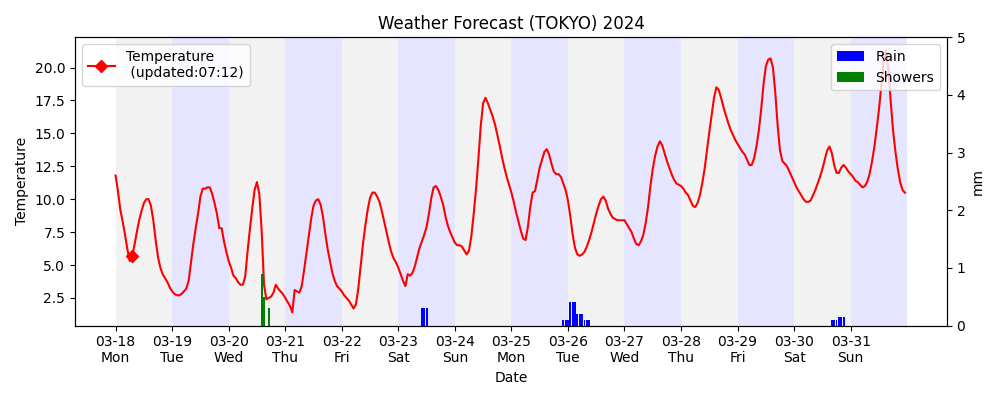 Weather Forecast (TOKYO) 2024
Temperature
(updated:07:12)
Rain
Showers
Temperature
20.0
17.5
15.0
12.5
10.0
7.5
5.0
2.5
5
4
3
2
1
0
mm
03-18 03-19 03-20 03-21 03-22 03-23 03-24 03-25 03-26 03-27 03-28 03-29 03-30 03-31
Mon Tue Wed Thu Fri Sat Sun Mon Tue Wed Thu Fri Sat Sun
Date